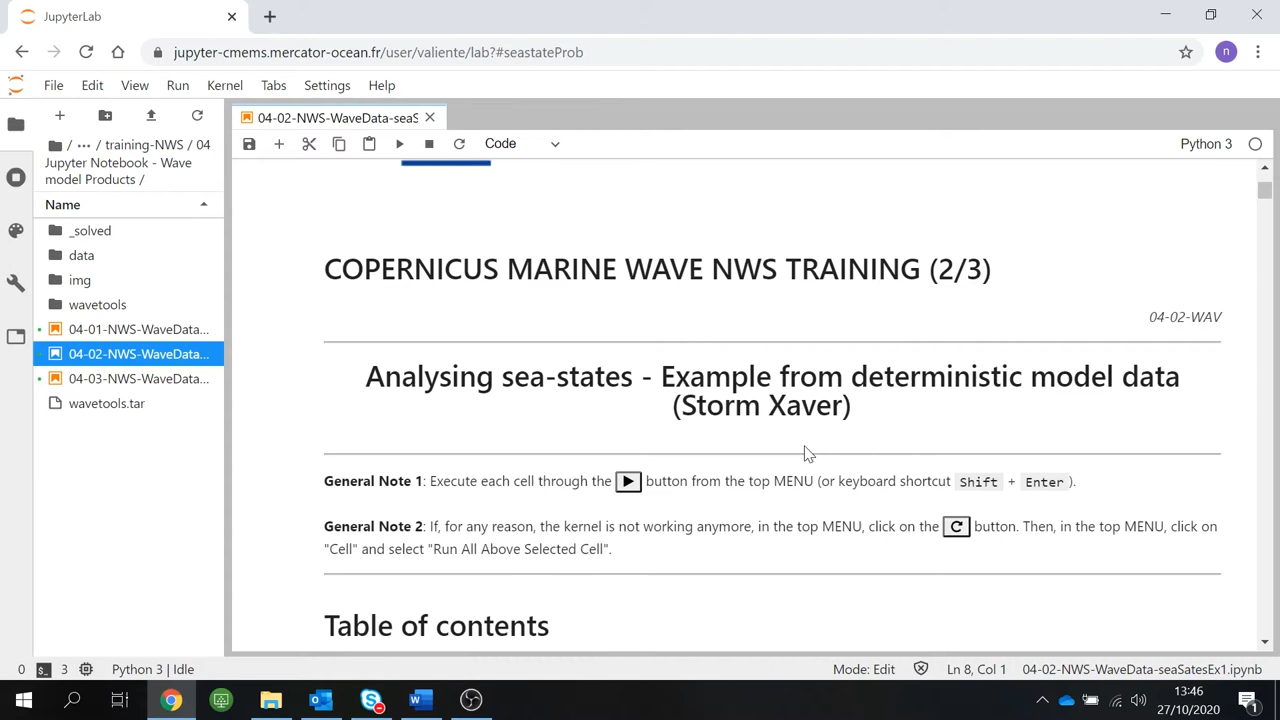 JupyterLab
jupyter-cmems.mercator-ocean.fr/user/valiente/lab?#seastateProb
n
File Edit View Run Kernel Tabs Settings Help
04-02-NWS-WaveData-seaS
Code
Python 3
/ ··· / training-NWS / 04
Jupyter Notebook - Wave
model Products /
Name
_solved
data
img
wavetools
04-01-NWS-WaveData...
04-02-NWS-WaveData...
04-03-NWS-WaveData...
wavetools.tar
COPERNICUS MARINE WAVE NWS TRAINING (2/3)
04-02-WAV
Analysing sea-states - Example from deterministic model data
(Storm Xaver)
General Note 1: Execute each cell through the button from the top MENU (or keyboard shortcut Shift + Enter ).
General Note 2: If, for any reason, the kernel is not working anymore, in the top MENU, click on the button. Then, in the top MENU, click on
"Cell" and select "Run All Above Selected Cell".
Table of contents
0 3 Python 3 | Idle
Mode: Edit Ln 8, Col 1 04-02-NWS-WaveData-seaSatesEx1.ipynb
13:46
27/10/2020
1